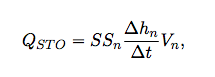 Q_{STO} = SS_n \frac{\Delta h_n}{\Delta t} V_n,